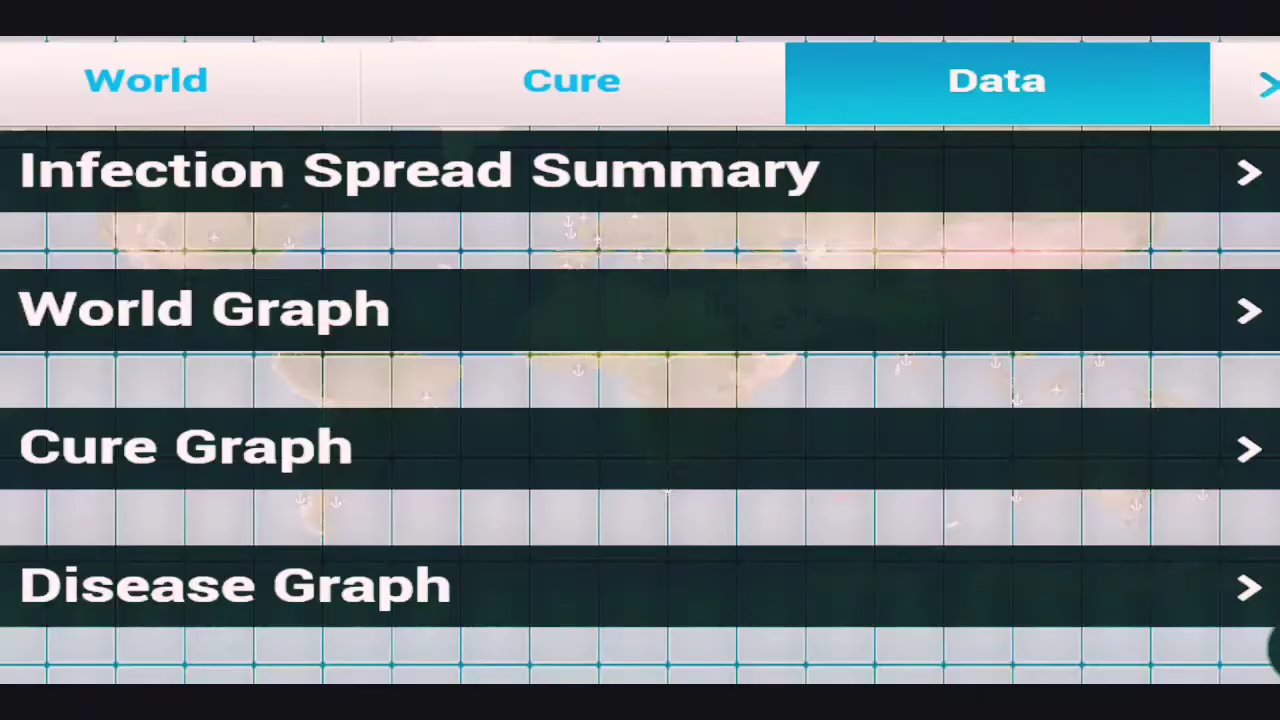 World
Cure
Data
Infection Spread Summary
World Graph
Cure Graph
Disease Graph